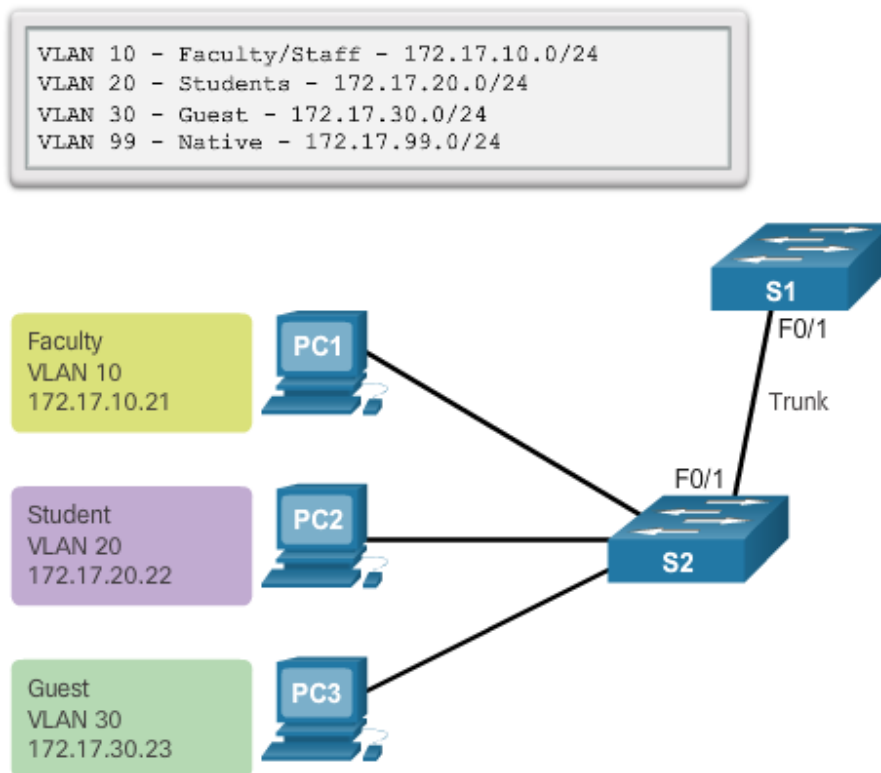 VLAN 10 - Faculty/Staff - 172.17.10.0/24
VLAN 20 - Students - 172.17.20.0/24
VLAN 30 - Guest - 172.17.30.0/24
VLAN 99 - Native - 172.17.99.0/24
S1
F0/1
Trunk
F0/1
S2
Faculty
VLAN 10
172.17.10.21
PC1
Student
VLAN 20
172.17.20.22
PC2
Guest
VLAN 30
172.17.30.23
PC3